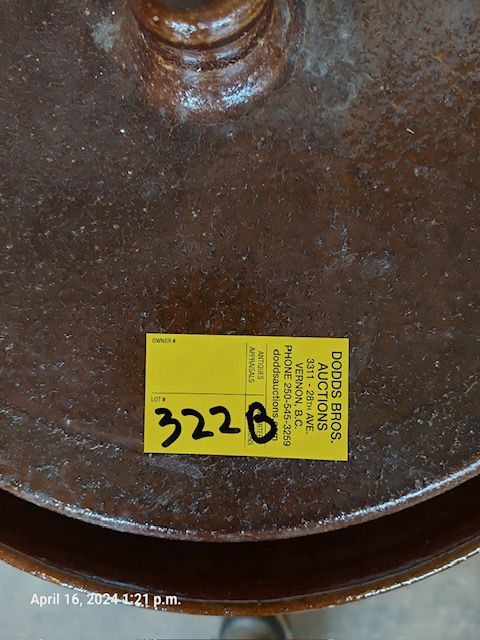 OWNER #
LOT #
322B
ANTIQUES
APPRAISALS
DODDS BROS.
AUCTIONS
3311 - 28TH AVE.
VERNON, B.C.
PHONE 250-545-3259
doddsauctions.
April 16, 2024 1:21 p.m.